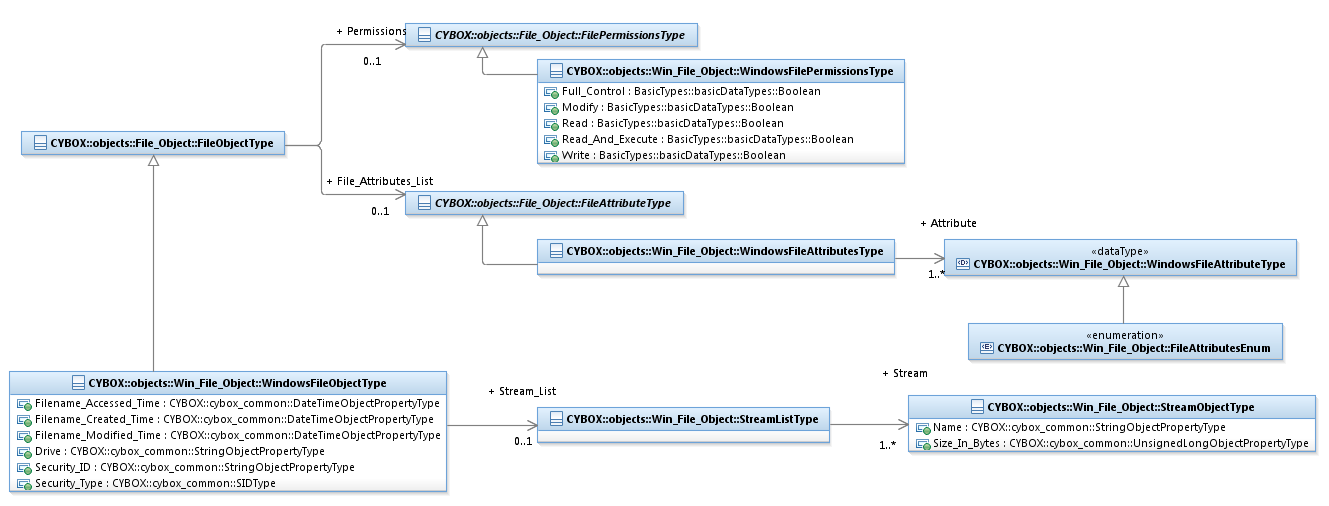 + Permissions
0..1
CYBOX::objects::File_Object::FilePermissionsType
CYBOX::objects::Win_File_Object::WindowsFilePermissionsType
Full_Control : BasicTypes::basicDataTypes::Boolean
Modify : BasicTypes::basicDataTypes::Boolean
Read : BasicTypes::basicDataTypes::Boolean
Read_And_Execute : BasicTypes::basicDataTypes::Boolean
Write : BasicTypes::basicDataTypes::Boolean
CYBOX::objects::File_Object::FileObjectType
+ File_Attributes_List
0..1
CYBOX::objects::File_Object::FileAttributeType
CYBOX::objects::Win_File_Object::WindowsFileAttributesType
+ Attribute
1..*
«dataType»
CYBOX::objects::Win_File_Object::WindowsFileAttributeType
«enumeration»
CYBOX::objects::Win_File_Object::FileAttributesEnum
CYBOX::objects::Win_File_Object::WindowsFileObjectType
Filename_Accessed_Time : CYBOX::cybox_common::DateTimeObjectPropertyType
Filename_Created_Time : CYBOX::cybox_common::DateTimeObjectPropertyType
Filename_Modified_Time : CYBOX::cybox_common::DateTimeObjectPropertyType
Drive : CYBOX::cybox_common::StringObjectPropertyType
Security_ID : CYBOX::cybox_common::StringObjectPropertyType
Security_Type : CYBOX::cybox_common::SIDType
+ Stream_List
0..1
CYBOX::objects::Win_File_Object::StreamListType
+ Stream
1..*
CYBOX::objects::Win_File_Object::StreamObjectType
Name : CYBOX::cybox_common::StringObjectPropertyType
Size_In_Bytes : CYBOX::cybox_common::UnsignedLongObjectPropertyType